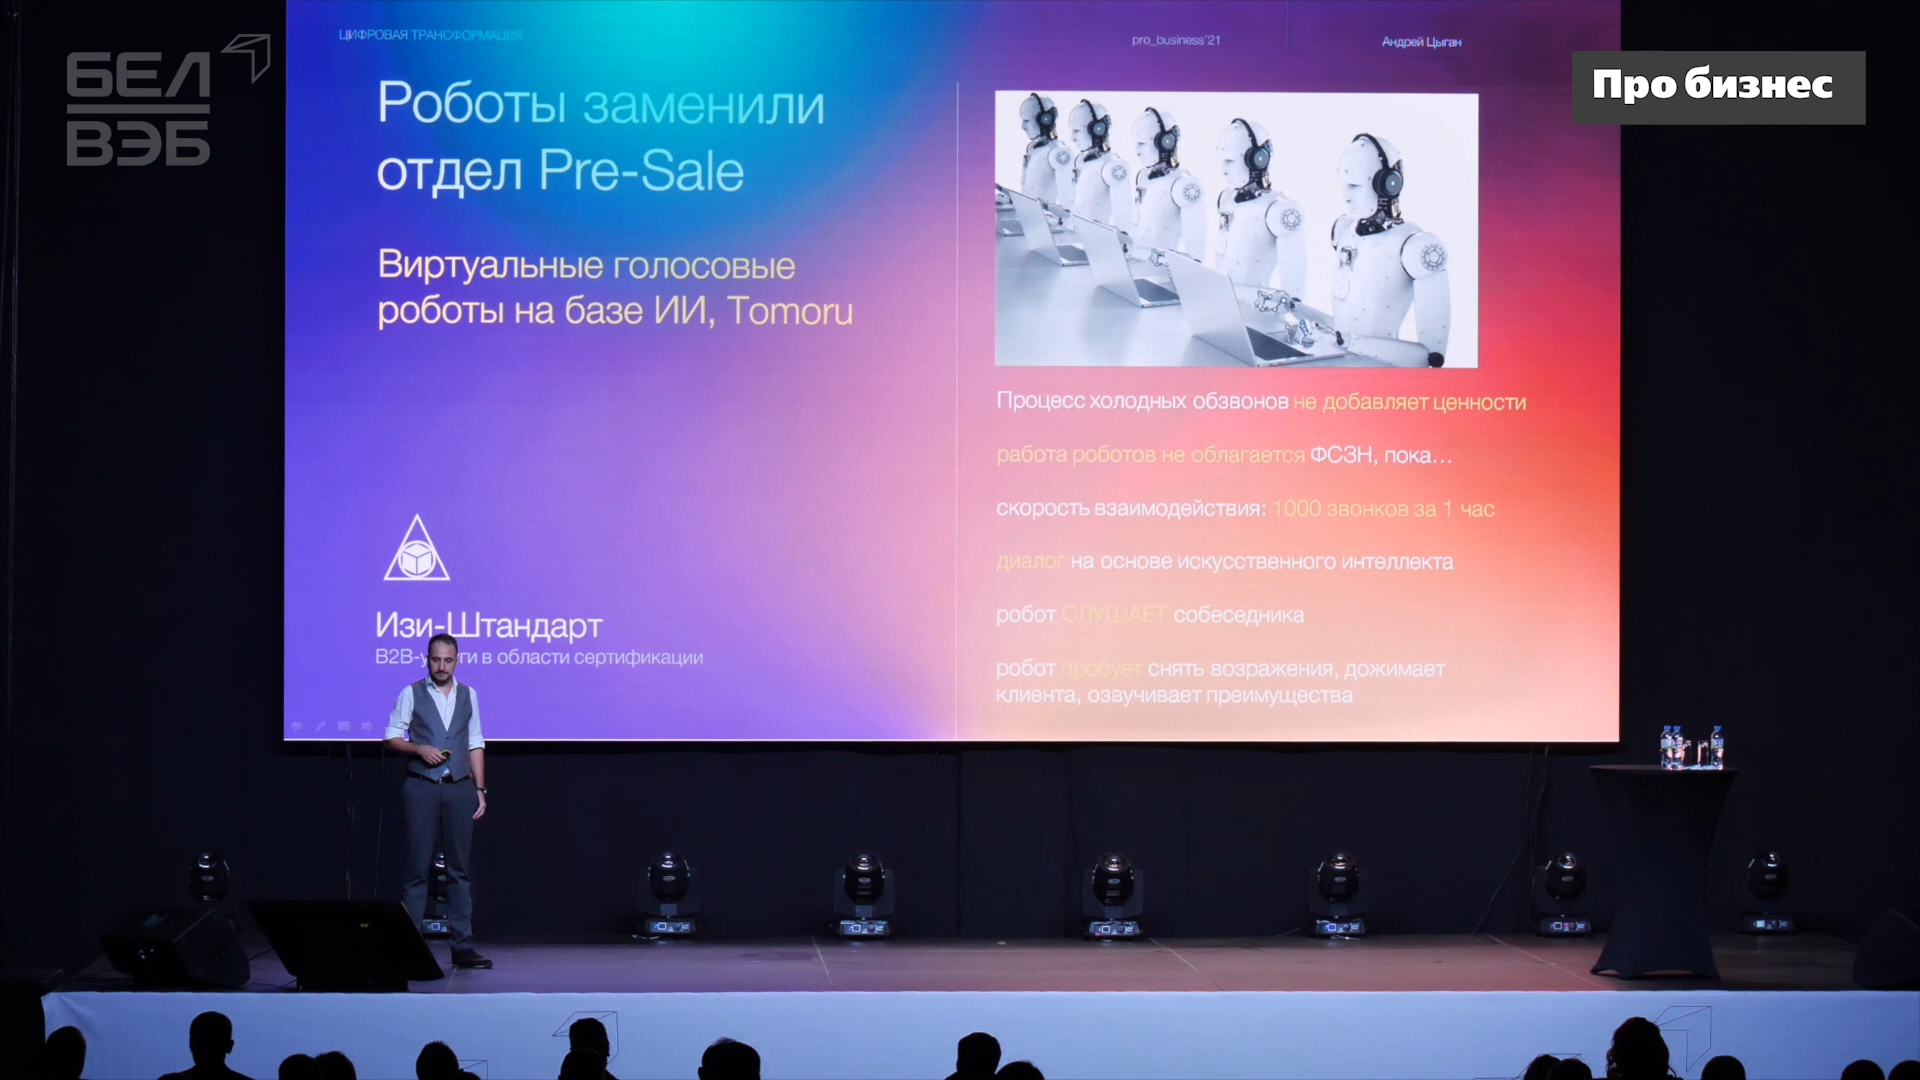 БЕЛ
ВЭБ
ЦИФРОВАЯ ТРАНСФОРМАЦИЯ
pro_business'21
Андрей Цыган
Про бизнес
Роботы заменили
отдел Pre-Sale
Виртуальные голосовые
роботы на базе ИИ, Tomoru
Изи-Штандарт
в области сертификации
Процесс холодных обзвонов не добавляет ценности
работа роботов не облагается ФСЗН, пока...
скорость взаимодействия: 1000 звонков за 1 час
диалог на основе искусственного интеллекта
робот СЛУШАЕТ собеседника
робот пробует снять возражения, дожимает
клиента, озвучивает преимущества